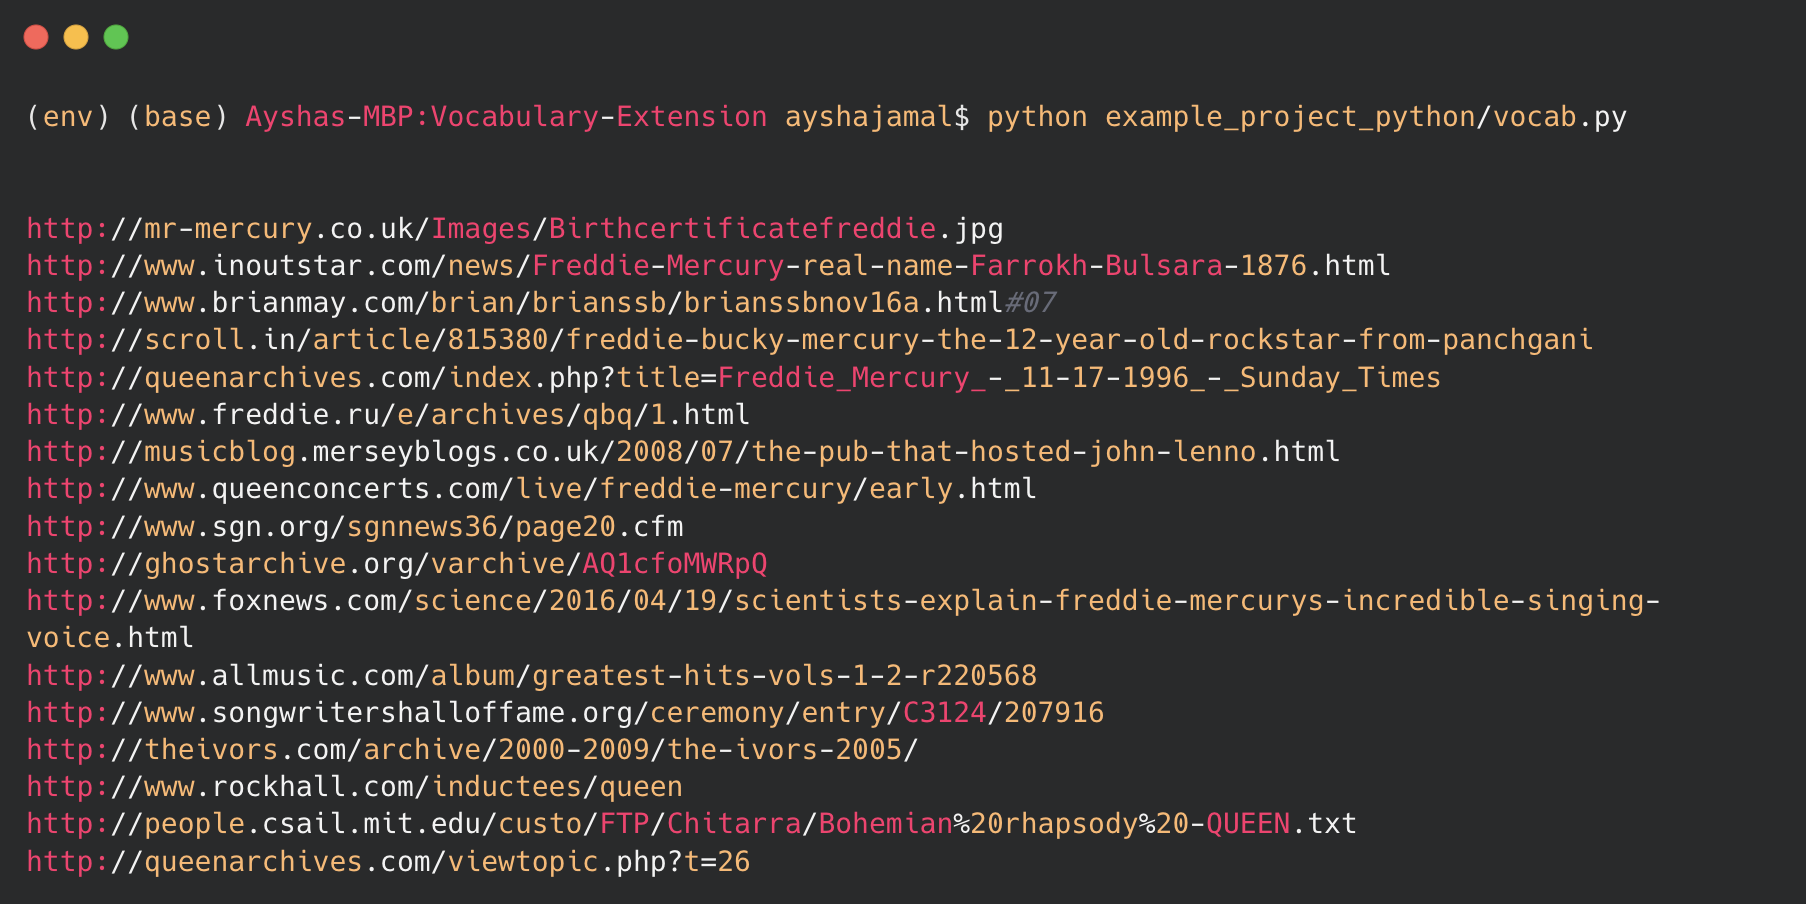 (env) (base) Ayshas-MBP:Vocabulary-Extension ayshajamal$ python example_project_python/vocab.py
http://mr-mercury.co.uk/Images/Birthcertificatefreddie.jpg
http://www.inoutstar.com/news/Freddie-Mercury-real-name-Farrokh-Bulsara-1876.html
http://www.brianmay.com/brian/brianssb/brianssbnov16a.html#07
http://scroll.in/article/815380/freddie-bucky-mercury-the-12-year-old-rockstar-from-panchgani
http://queenarchives.com/index.php?title=Freddie_Mercury_-_11-17-1996_-_Sunday_Times
http://www.freddie.ru/e/archives/qbq/1.html
http://musicblog.merseyblogs.co.uk/2008/07/the-pub-that-hosted-john-lenno.html
http://www.queenconcerts.com/live/freddie-mercury/early.html
http://www.sgn.org/sgnnews36/page20.cfm
http://ghostarchive.org/varchive/AQ1cfoMWRpQ
http://www.foxnews.com/science/2016/04/19/scientists-explain-freddie-mercurys-incredible-singing-
voice.html
http://www.allmusic.com/album/greatest-hits-vols-1-2-r220568
http://www.songwritershalloffame.org/ceremony/entry/C3124/207916
http://theivors.com/archive/2000-2009/the-ivors-2005/
http://www.rockhall.com/inductees/queen
http://people.csail.mit.edu/custo/FTP/Chitarra/Bohemian%20rhapsody%20-QUEEN.txt
http://queenarchives.com/viewtopic.php?t=26